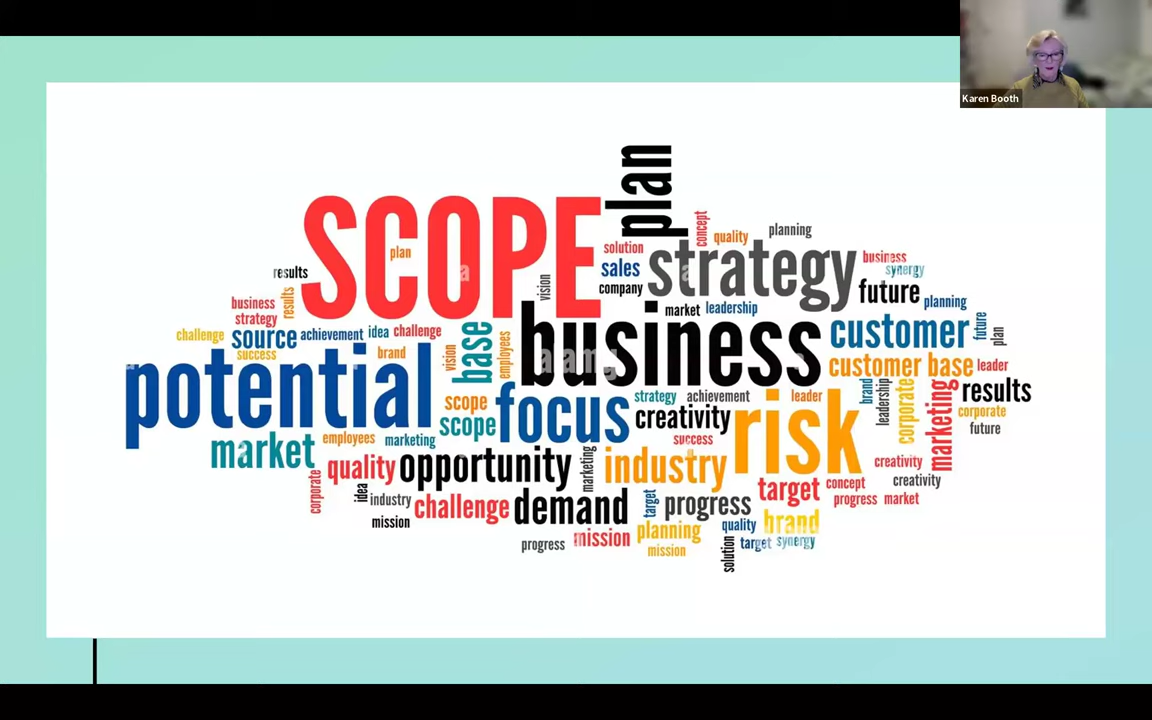 Karen Booth
plan
SCOPE
plan
concept
quality
planning
solution
strategy
business
synergy
results
sales
vision
company
future
planning
business
results
strategy
market
leadership
business
customer
future
plan
challenge
source
achievement
idea
challenge
base
employees
success
brand
vision
potential
customer base
leader
scope
focus
strategy
achievement
leader
brand
leadership
corporate
marketing
results
scope
creativity
risk
corporate
future
market
employees
marketing
success
quality
opportunity
marketing
industry
creativity
corporate
idea
industry
challenge
demand
target
progress
target
concept
creativity
progress
market
mission
mission
planning
quality
brand
progress
mission
solution
target
synergy
alamy
a
a